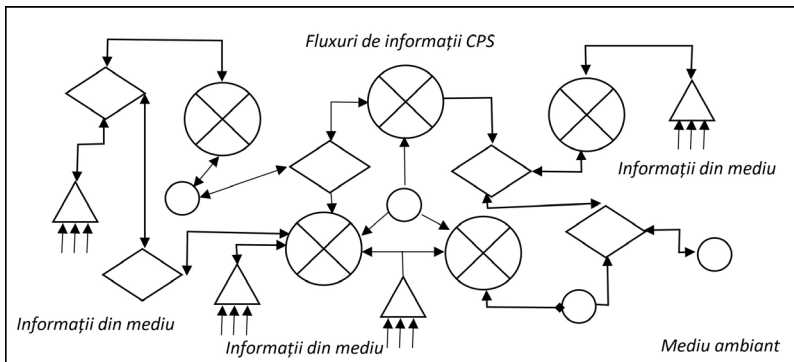 Fluxuri de informații CPS
Informații din mediu
Informații din mediu
Informații din mediu
Mediu ambiant